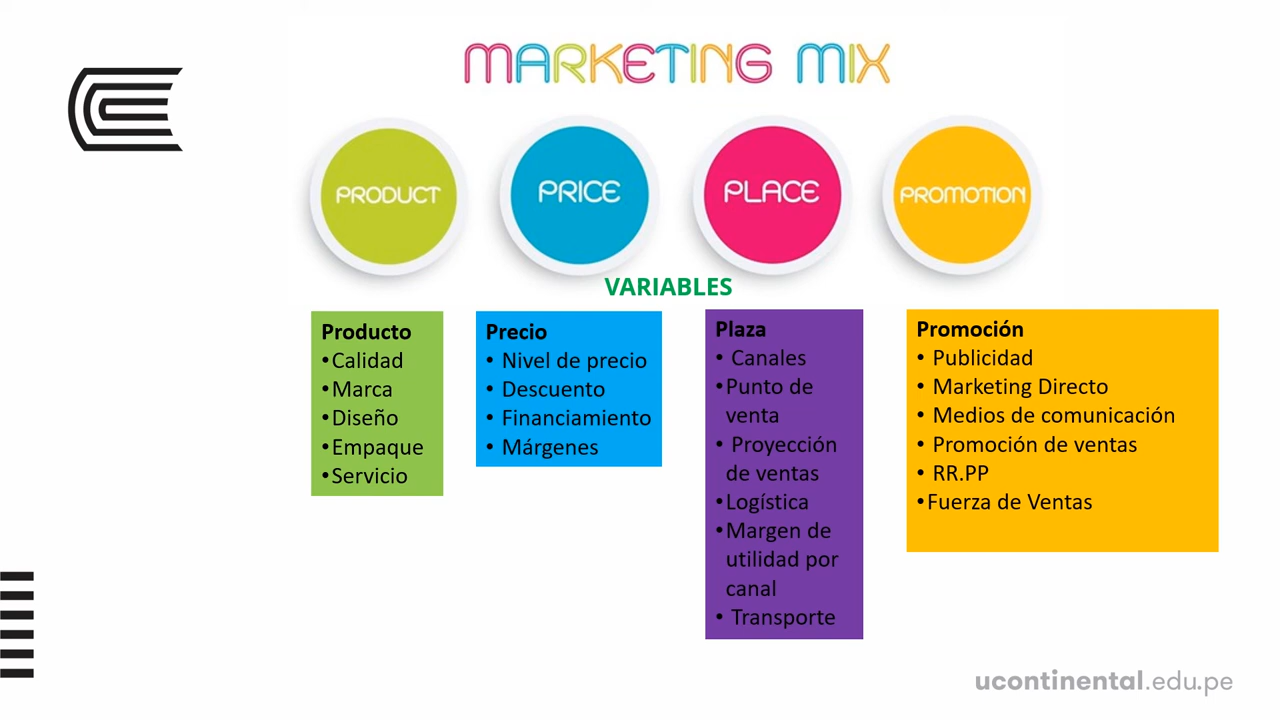 MARKETING MIX
PRODUCT
PRICE
PLACE
PROMOTION
VARIABLES
Producto
•Calidad
•Marca
•Diseño
•Empaque
•Servicio
Precio
• Nivel de precio
• Descuento
• Financiamiento
• Márgenes
Plaza
• Canales
•Punto de
venta
• Proyección
de ventas
•Logística
•Margen de
utilidad por
canal
• Transporte
Promoción
• Publicidad
• Marketing Directo
• Medios de comunicación
• Promoción de ventas
• RR.PP
•Fuerza de Ventas
ucontinental.edu.pe